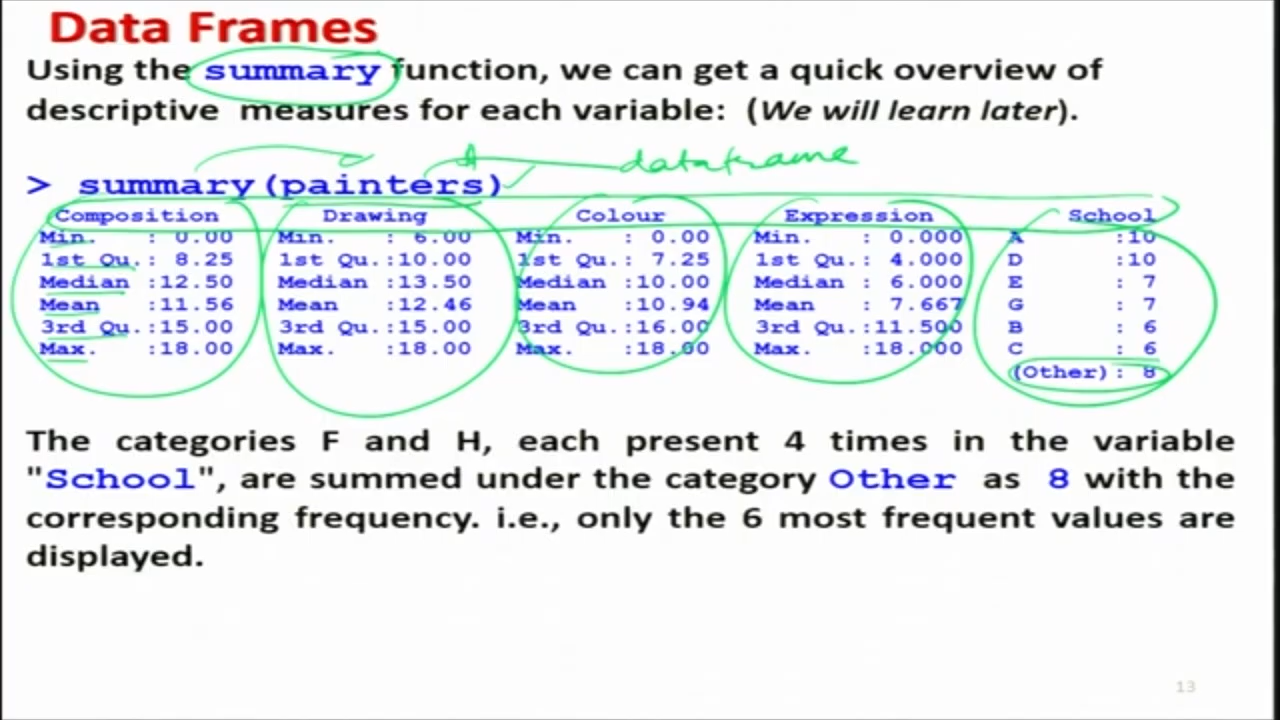 Data Frames
Using the summary function, we can get a quick overview of
descriptive measures for each variable: (We will learn later).
dataframe
> summary(painters)
Composition Drawing Colour Expression School
Min. : 0.00 Min. : 6.00 Min. : 0.00 Min. : 0.000 A :10
1st Qu.: 8.25 1st Qu.:10.00 1st Qu.: 7.25 1st Qu.: 4.000 D :10
Median :12.50 Median :13.50 Median :10.00 Median : 6.000 E : 7
Mean :11.56 Mean :12.46 Mean :10.94 Mean : 7.667 G : 7
3rd Qu.:15.00 3rd Qu.:15.00 3rd Qu.:16.00 3rd Qu.:11.500 B : 6
Max. :18.00 Max. :18.00 Max. :18.00 Max. :18.000 C : 6
(Other): 8
The categories F and H, each present 4 times in the variable
"School", are summed under the category Other as 8 with the
corresponding frequency. i.e., only the 6 most frequent values are
displayed.
13